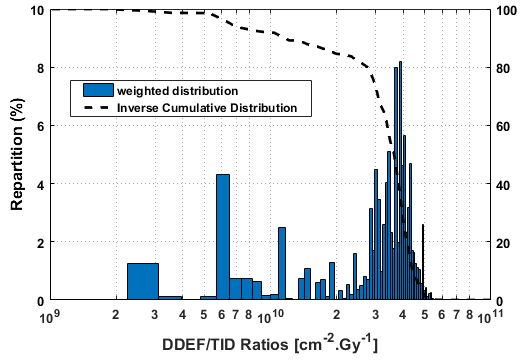 10 100
8 80
6 60
4 40
2 20
0 0
weighted distribution
Inverse Cumulative Distribution
Repartition (%)
10^9 2 3 4 5 6 7 8 10^10 2 3 4 5 6 7 8 10^11
DDEF/TID Ratios [cm^-2.Gy^-1]